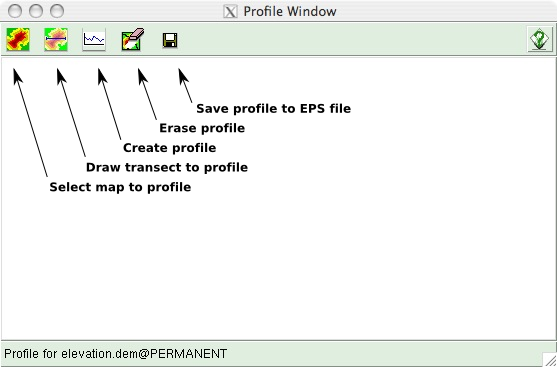 Profile Window
Save profile to EPS file
Erase profile
Create profile
Draw transect to profile
Select map to profile
Profile for elevation.dem@PERMANENT